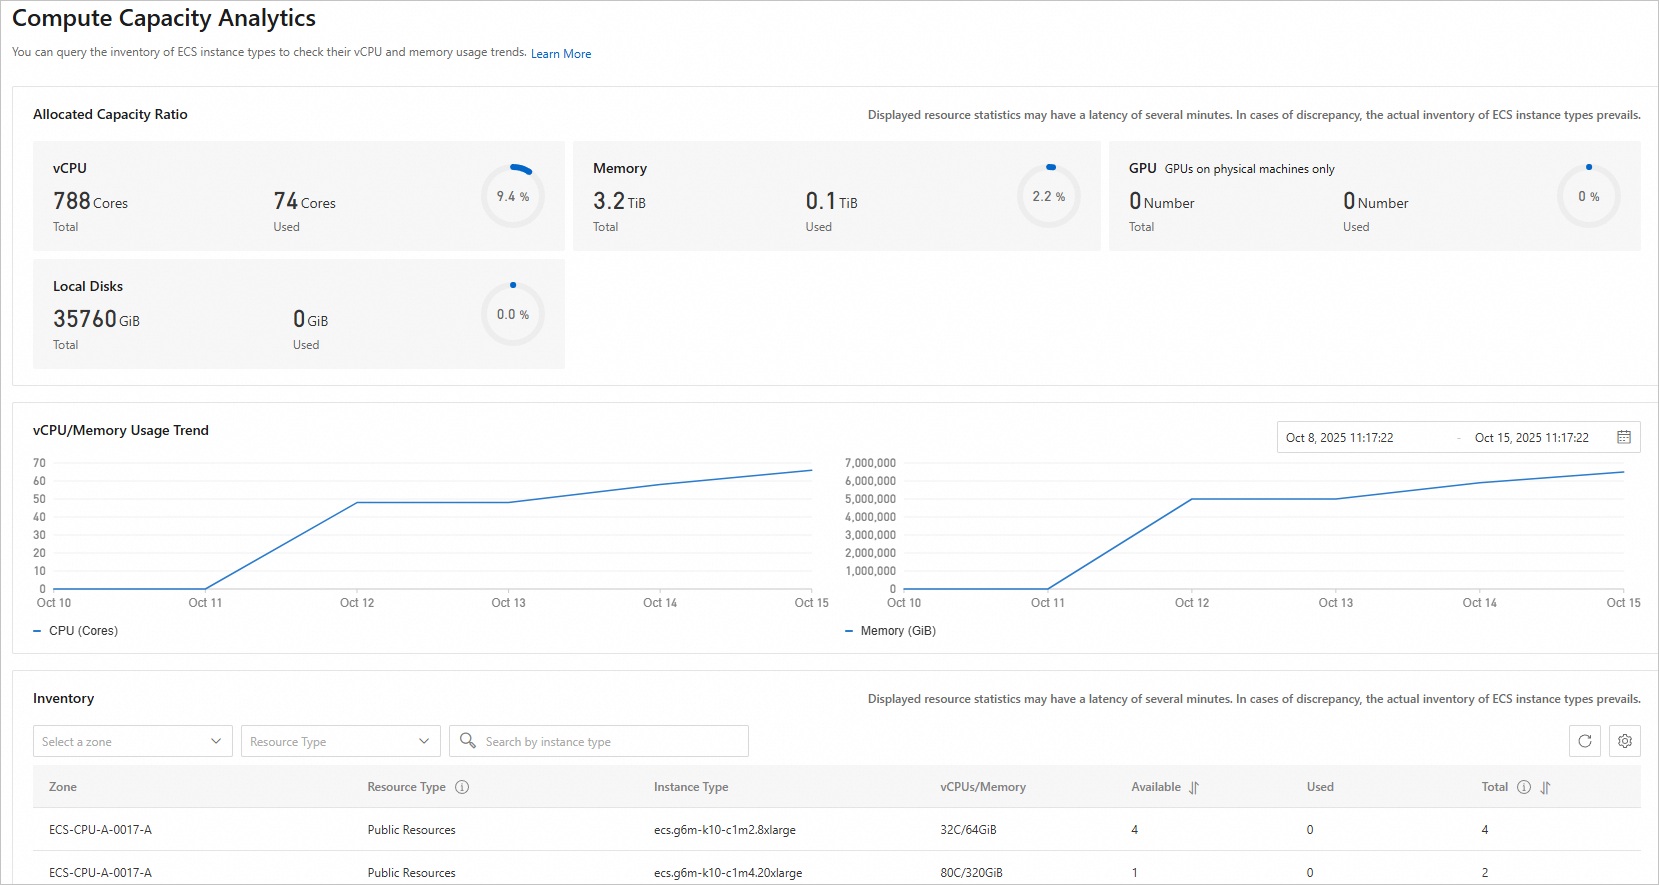 Compute Capacity Analytics
You can query the inventory of ECS instance types to check their vCPU and memory usage trends. Learn More
Allocated Capacity Ratio
Displayed resource statistics may have a latency of several minutes. In cases of discrepancy, the actual inventory of ECS instance types prevails.
vCPU
788 Cores
Total
74 Cores
Used
9.4 %
Memory
3.2 TiB
Total
0.1 TiB
Used
2.2 %
GPU GPUs on physical machines only
0 Number
Total
0 Number
Used
0 %
Local Disks
35760 GiB
Total
0 GiB
Used
0.0 %
vCPU/Memory Usage Trend
Oct 8, 2025 11:17:22 - Oct 15, 2025 11:17:22
70
60
50
40
30
20
10
0
Oct 10 Oct 11 Oct 12 Oct 13 Oct 14 Oct 15
CPU (Cores)
7,000,000
6,000,000
5,000,000
4,000,000
3,000,000
2,000,000
1,000,000
0
Oct 10 Oct 11 Oct 12 Oct 13 Oct 14 Oct 15
Memory (GiB)
Inventory
Displayed resource statistics may have a latency of several minutes. In cases of discrepancy, the actual inventory of ECS instance types prevails.
Select a zone Resource Type Search by instance type
Zone Resource Type Instance Type vCPUs/Memory Available Used Total
ECS-CPU-A-0017-A Public Resources ecs.g6m-k10-c1m2.8xlarge 32C/64GiB 4 0 4
ECS-CPU-A-0017-A Public Resources ecs.g6m-k10-c1m4.20xlarge 80C/320GiB 1 0 2